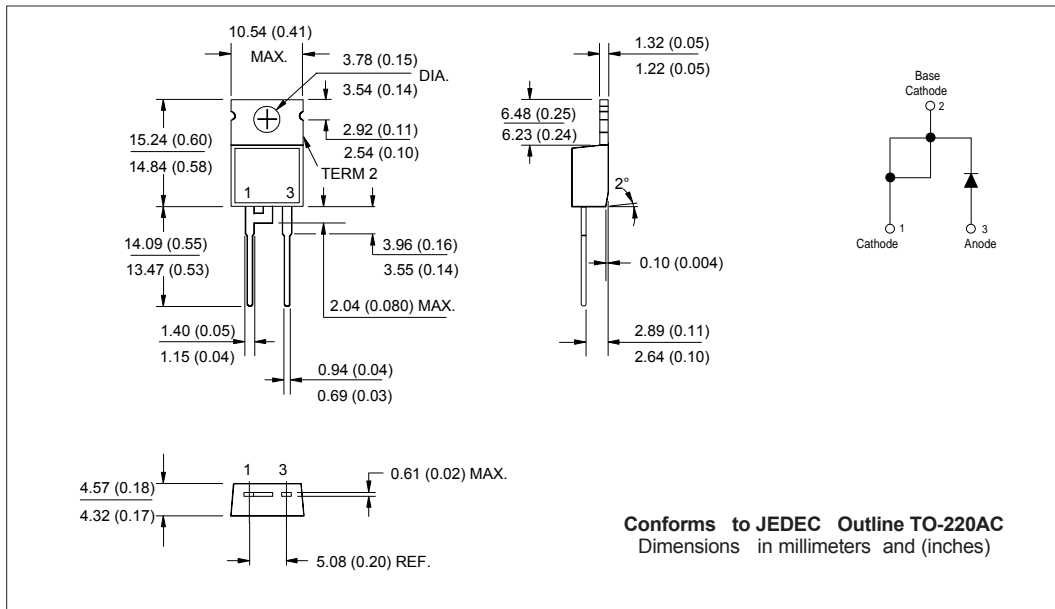 10.54 (0.41)
MAX.
3.78 (0.15)
3.54 (0.14)
DIA.
2.92 (0.11)
2.54 (0.10)
TERM 2
15.24 (0.60)
14.84 (0.58)
1 3
14.09 (0.55)
13.47 (0.53)
3.96 (0.16)
3.55 (0.14)
2.04 (0.080) MAX.
1.40 (0.05)
1.15 (0.04)
0.94 (0.04)
0.69 (0.03)
1.32 (0.05)
1.22 (0.05)
6.48 (0.25)
6.23 (0.24)
2°
0.10 (0.004)
2.89 (0.11)
2.64 (0.10)
Base
Cathode
2
1
Cathode
3
Anode
1 3
4.57 (0.18)
4.32 (0.17)
0.61 (0.02) MAX.
5.08 (0.20) REF.
Conforms to JEDEC Outline TO-220AC
Dimensions in millimeters and (inches)